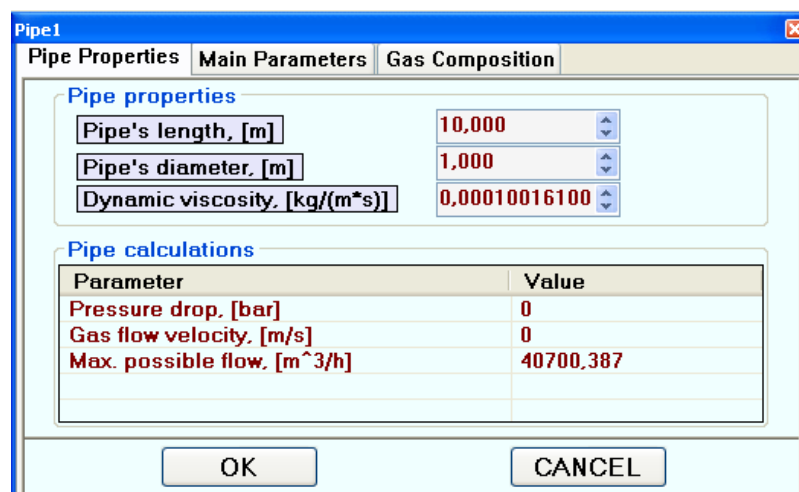 Pipe1
Pipe Properties Main Parameters Gas Composition
Pipe properties
Pipe's length, [m] 10,000
Pipe's diameter, [m] 1,000
Dynamic viscosity, [kg/(m*s)] 0,00010016100
Pipe calculations
Parameter Value
Pressure drop, [bar] 0
Gas flow velocity, [m/s] 0
Max. possible flow, [m^3/h] 40700,387
OK CANCEL